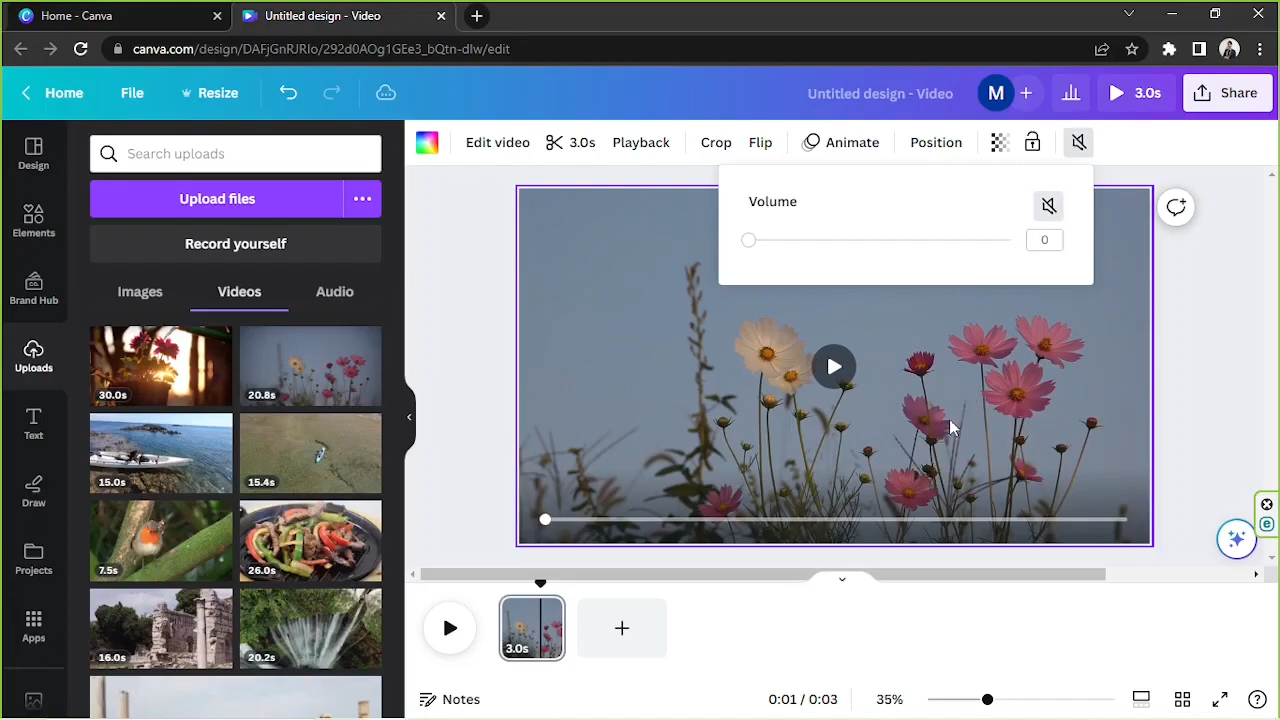 Home - Canva
Untitled design - Video
canva.com/design/DAFjGnRJRIo/292d0AOg1GEe3_bQtn-dIw/edit
Home
File
Resize
Untitled design - Video
M
3.0s
Share
Design
Elements
Brand Hub
Uploads
Text
Draw
Projects
Apps
Search uploads
Upload files
Record yourself
Images
Videos
Audio
30.0s
20.8s
15.0s
15.4s
7.5s
26.0s
16.0s
20.2s
Edit video
3.0s
Playback
Crop
Flip
Animate
Position
Volume
0
3.0s
Notes
0:01 / 0:03
35%